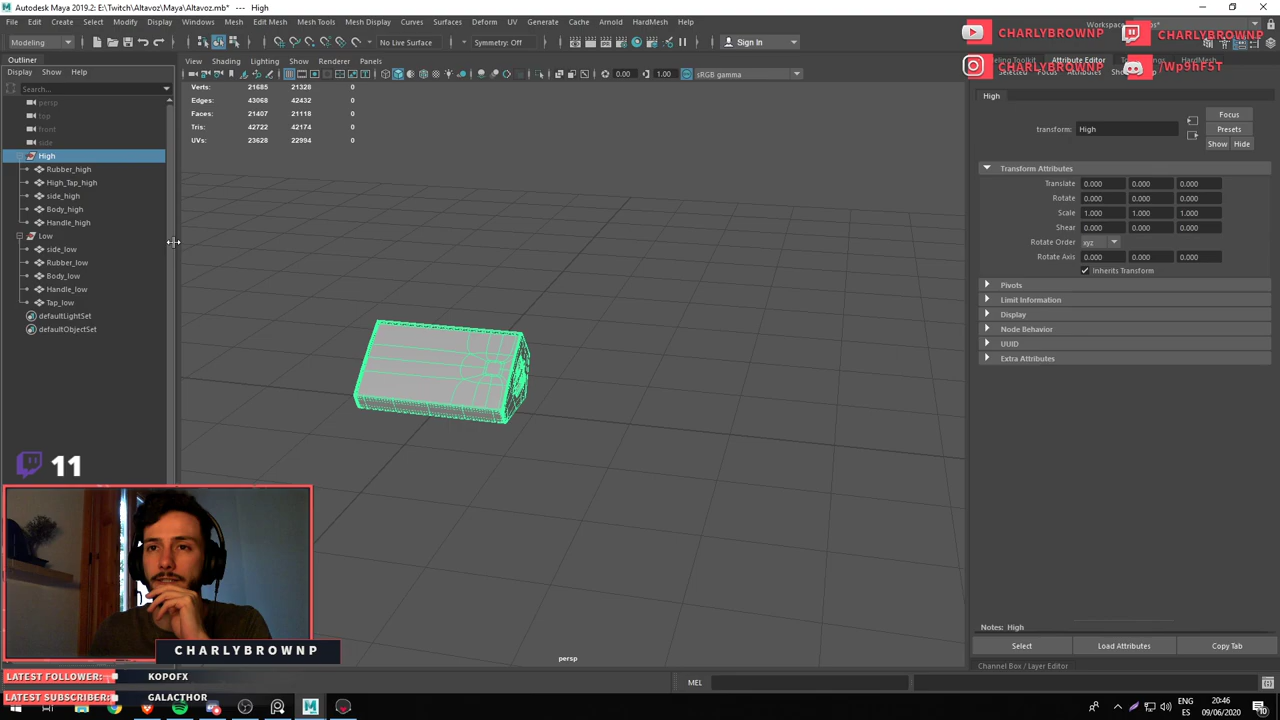 Autodesk Maya 2019.2: E:\Twitch\Altavoz\Maya\Altavoz.mb* --- High
File Edit Create Select Modify Display Windows Mesh Edit Mesh Mesh Tools Mesh Display Curves Surfaces Deform UV Generate Cache Arnold HardMesh Help
Workspace
Modeling
No Live Surface
Symmetry: Off
Sign In
CHARLYBROWNP
CHARLYBROWNP
CHARLYBROWNP
/Wp9hF5T
Outliner
Display Show Help
Search...
persp
top
front
side
High
Rubber_high
High_Tap_high
side_high
Body_high
Handle_high
Low
side_low
Rubber_low
Body_low
Handle_low
Tap_low
defaultLightSet
defaultObjectSet
View Shading Lighting Show Renderer Panels
0.00 1.00 sRGB gamma
Verts: 21685 21328 0
Edges: 43068 42432 0
Faces: 21407 21118 0
Tris: 42722 42174 0
UVs: 23628 22994 0
persp
Attribute Editor
High
transform: High
Focus
Presets
Show Hide
Transform Attributes
Translate 0.000 0.000 0.000
Rotate 0.000 0.000 0.000
Scale 1.000 1.000 1.000
Shear 0.000 0.000 0.000
Rotate Order xyz
Rotate Axis 0.000 0.000 0.000
Inherits Transform
Pivots
Limit Information
Display
Node Behavior
UUID
Extra Attributes
Notes: High
Select Load Attributes Copy Tab
Channel Box / Layer Editor
MEL
11
CHARLYBROWNP
LATEST FOLLOWER: KOPOFX
LATEST SUBSCRIBER: GALACTHOR
ENG
ES
20:46
09/06/2020